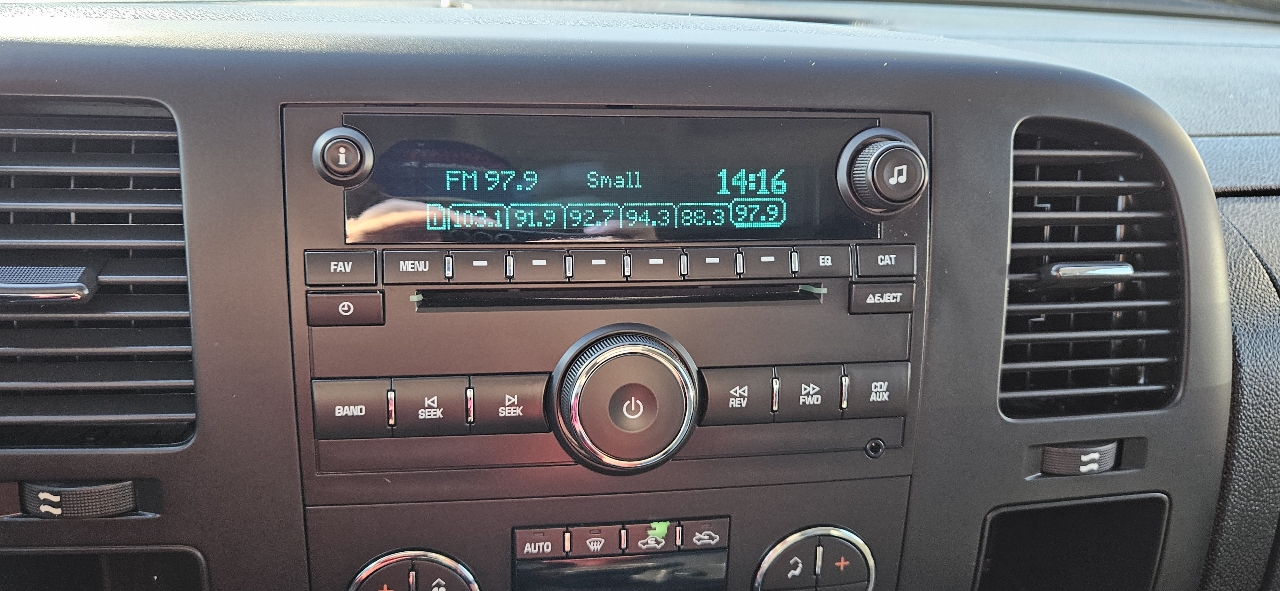 i
FM 97.9 Small 14:16
1 103.1 91.9 92.7 94.3 88.3 97.9
FAV MENU EQ CAT
EJECT
BAND SEEK SEEK REV FWD CD/AUX
AUTO